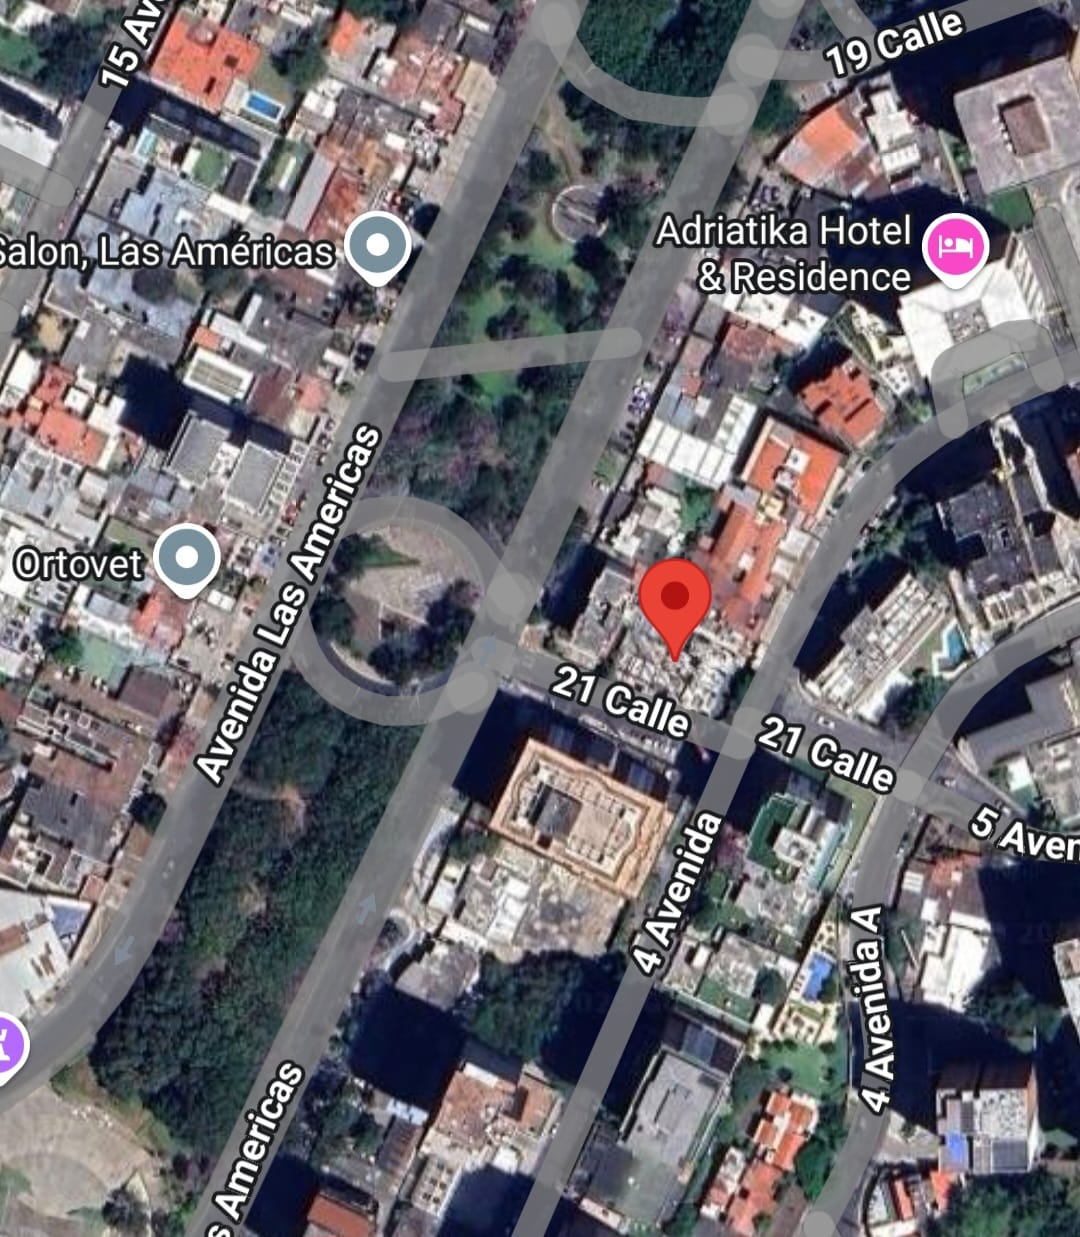 15 Av
19 Calle
Salon, Las Américas
Adriatika Hotel
& Residence
Avenida Las Americas
Ortovet
21 Calle
21 Calle
5 Aven
4 Avenida
4 Avenida A
s Americas